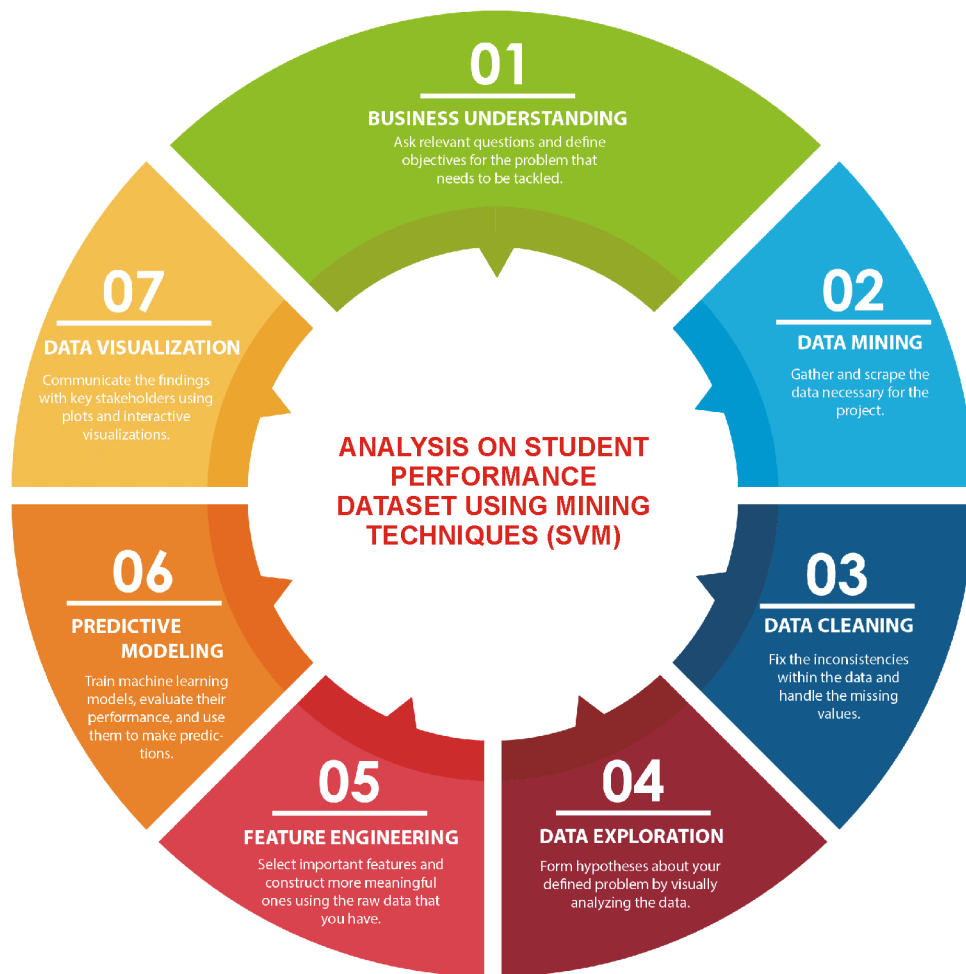 01
BUSINESS UNDERSTANDING
Ask relevant questions and define
objectives for the problem that
needs to be tackled.
02
DATA MINING
Gather and scrape the
data necessary for the
project.
03
DATA CLEANING
Fix the inconsistencies
within the data and
handle the missing
values.
04
DATA EXPLORATION
Form hypotheses about your
defined problem by visually
analyzing the data.
05
FEATURE ENGINEERING
Select important features and
construct more meaningful
ones using the raw data that
you have.
06
PREDICTIVE
MODELING
Train machine learning
models, evaluate their
performance, and use
them to make predic-
tions.
07
DATA VISUALIZATION
Communicate the findings
with key stakeholders using
plots and interactive
visualizations.
ANALYSIS ON STUDENT
PERFORMANCE
DATASET USING MINING
TECHNIQUES (SVM)